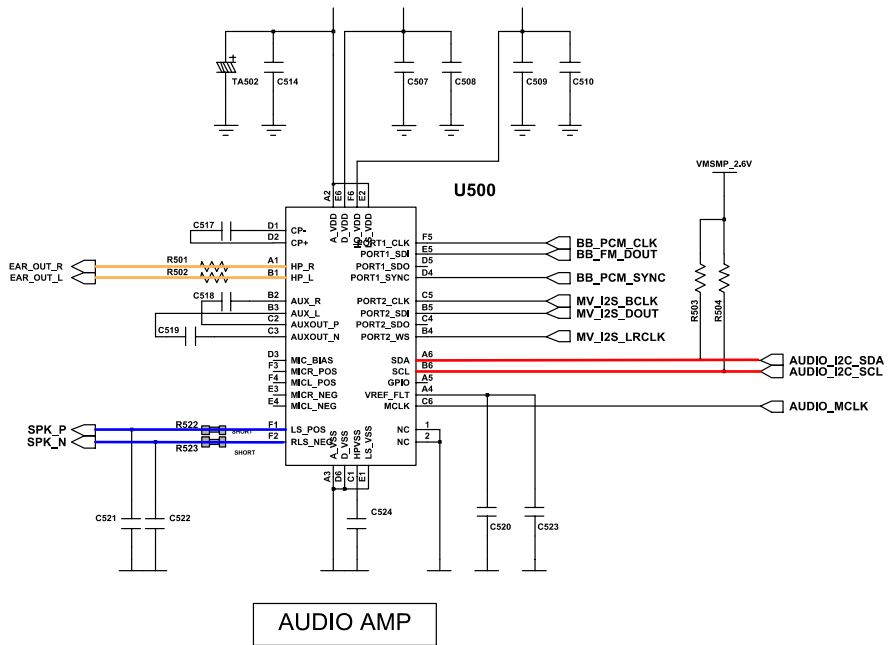 TA502
C514
C507
C508
C509
C510
VMSMP_2.6V
U500
A2
E6
F6
E2
A_VDD
D_VDD
IO_VDD
LS_VDD
C517
D1
D2
CP-
CP+
PORT1_CLK
PORT1_SDI
PORT1_SDO
PORT1_SYNC
F5
E5
D5
D4
BB_PCM_CLK
BB_FM_DOUT
BB_PCM_SYNC
EAR_OUT_R
EAR_OUT_L
R501
R502
A1
B1
HP_R
HP_L
C518
C519
B2
B3
C2
C3
AUX_R
AUX_L
AUXOUT_P
AUXOUT_N
PORT2_CLK
PORT2_SDI
PORT2_SDO
PORT2_WS
C5
B5
C4
B4
MV_I2S_BCLK
MV_I2S_DOUT
MV_I2S_LRCLK
R503
R504
D3
F3
F4
E3
E4
MIC_BIAS
MICR_POS
MICL_POS
MICR_NEG
MICL_NEG
SDA
SCL
GPIO
VREF_FLT
MCLK
A6
B6
A5
A4
C6
AUDIO_I2C_SDA
AUDIO_I2C_SCL
AUDIO_MCLK
SPK_P
SPK_N
R522
R523
SHORT
SHORT
F1
F2
LS_POS
RLS_NEG
NC
NC
1
2
A_VSS
D_VSS
HPVSS
LS_VSS
A3
D6
C1
E1
C521
C522
C524
C520
C523
AUDIO AMP